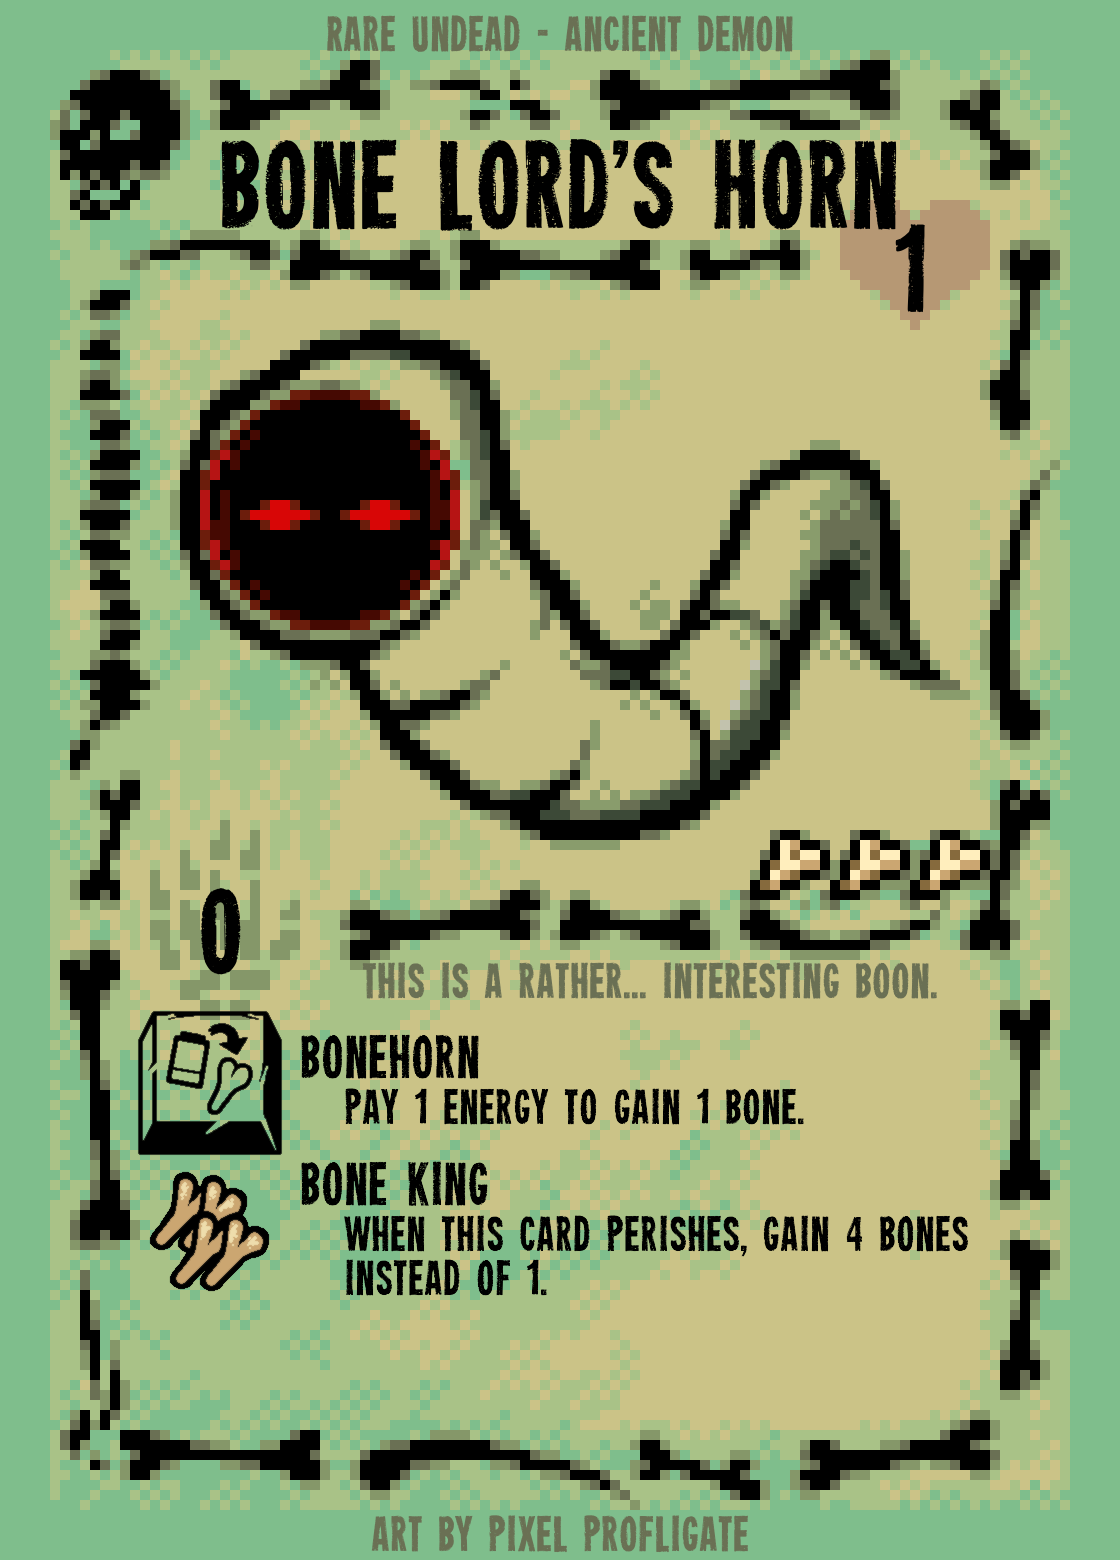 RARE UNDEAD - ANCIENT DEMON
BONE LORD'S HORN
1
0
THIS IS A RATHER... INTERESTING BOON.
BONEHORN
PAY 1 ENERGY TO GAIN 1 BONE.
BONE KING
WHEN THIS CARD PERISHES, GAIN 4 BONES
INSTEAD OF 1.
ART BY PIXEL PROFLIGATE